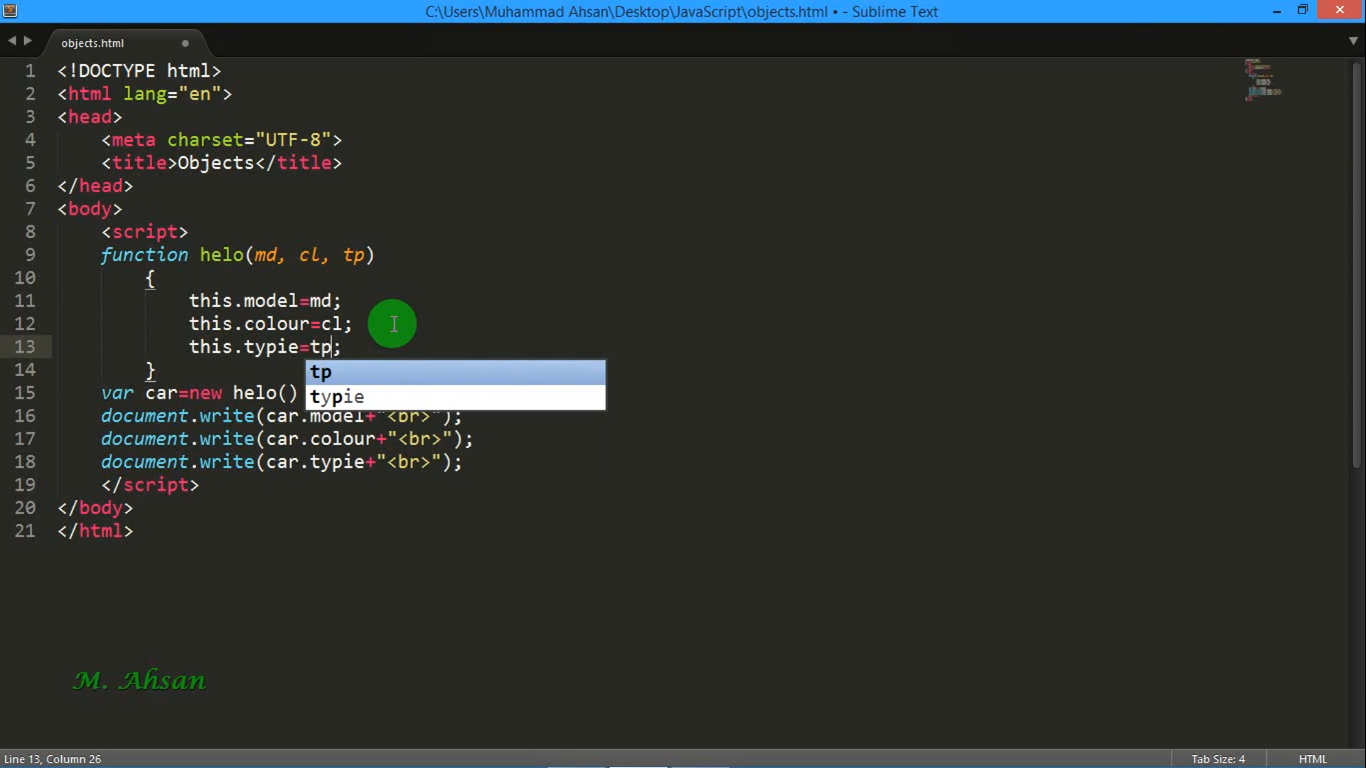 C:\Users\Muhammad Ahsan\Desktop\JavaScript\objects.html • - Sublime Text
objects.html
1 <!DOCTYPE html>
2 <html lang="en">
3 <head>
4 <meta charset="UTF-8">
5 <title>Objects</title>
6 </head>
7 <body>
8 <script>
9 function helo(md, cl, tp)
10 {
11 this.model=md;
12 this.colour=cl;
13 this.typie=tp;
tp
14 }
typie
15 var car=new helo()
16 document.write(car.model+"<br>");
17 document.write(car.colour+"<br>");
18 document.write(car.typie+"<br>");
19 </script>
20 </body>
21 </html>
M. Ahsan
Line 13, Column 26 Tab Size: 4 HTML